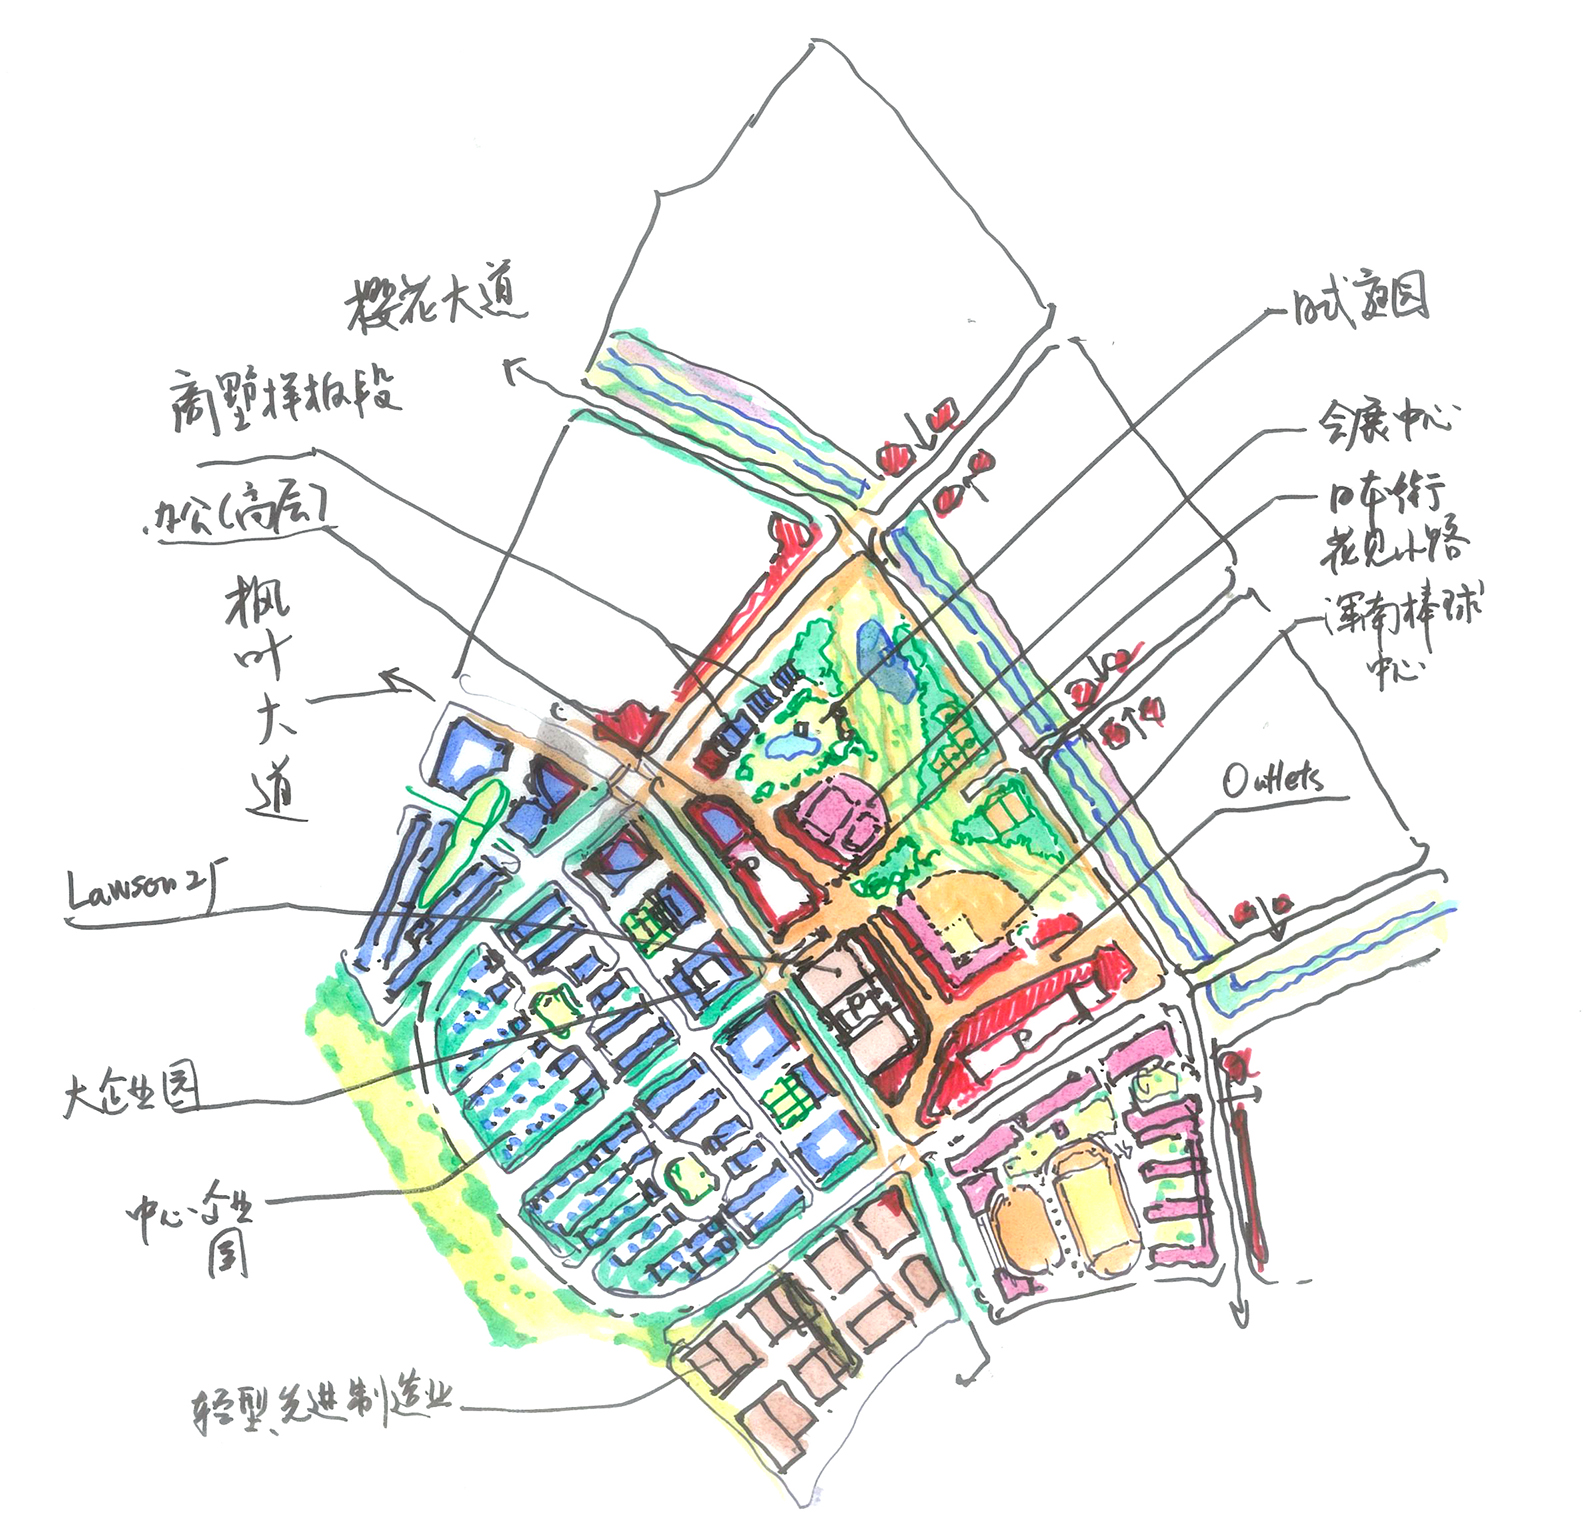 樱花大道
商墅样板段
办公(高层)
枫
叶
大
道
Lawson 2厂
大企业园
中心企业
园
轻型、先进制造业
日式庭园
会展中心
日本街
花见小路
浑南棒球
中心
Outlets